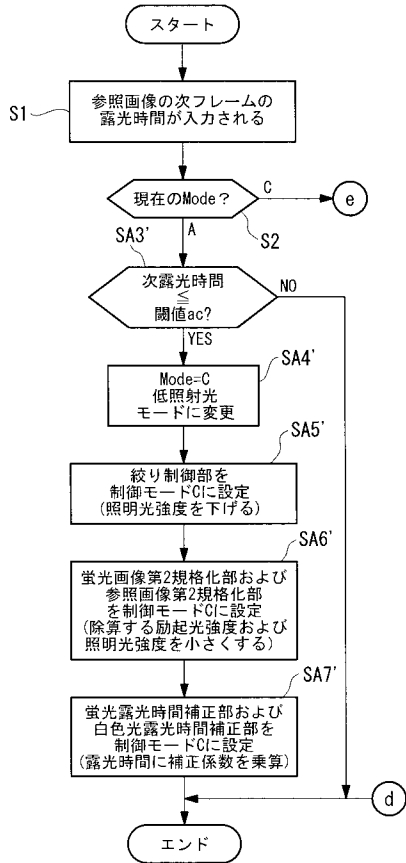 スタート
S1
参照画像の次フレームの
露光時間が入力される
現在のMode?
C
e
S2
A
SA3'
次露光時間
≦
閾値ac?
NO
YES
SA4'
Mode=C
低照射光
モードに変更
SA5'
絞り制御部を
制御モードCに設定
(照明光強度を下げる)
SA6'
蛍光画像第2規格化部および
参照画像第2規格化部
を制御モードCに設定
(除算する励起光強度および
照明光強度を小さくする)
SA7'
蛍光露光時間補正部および
白色光露光時間補正部を
制御モードCに設定
(露光時間に補正係数を乗算)
d
エンド